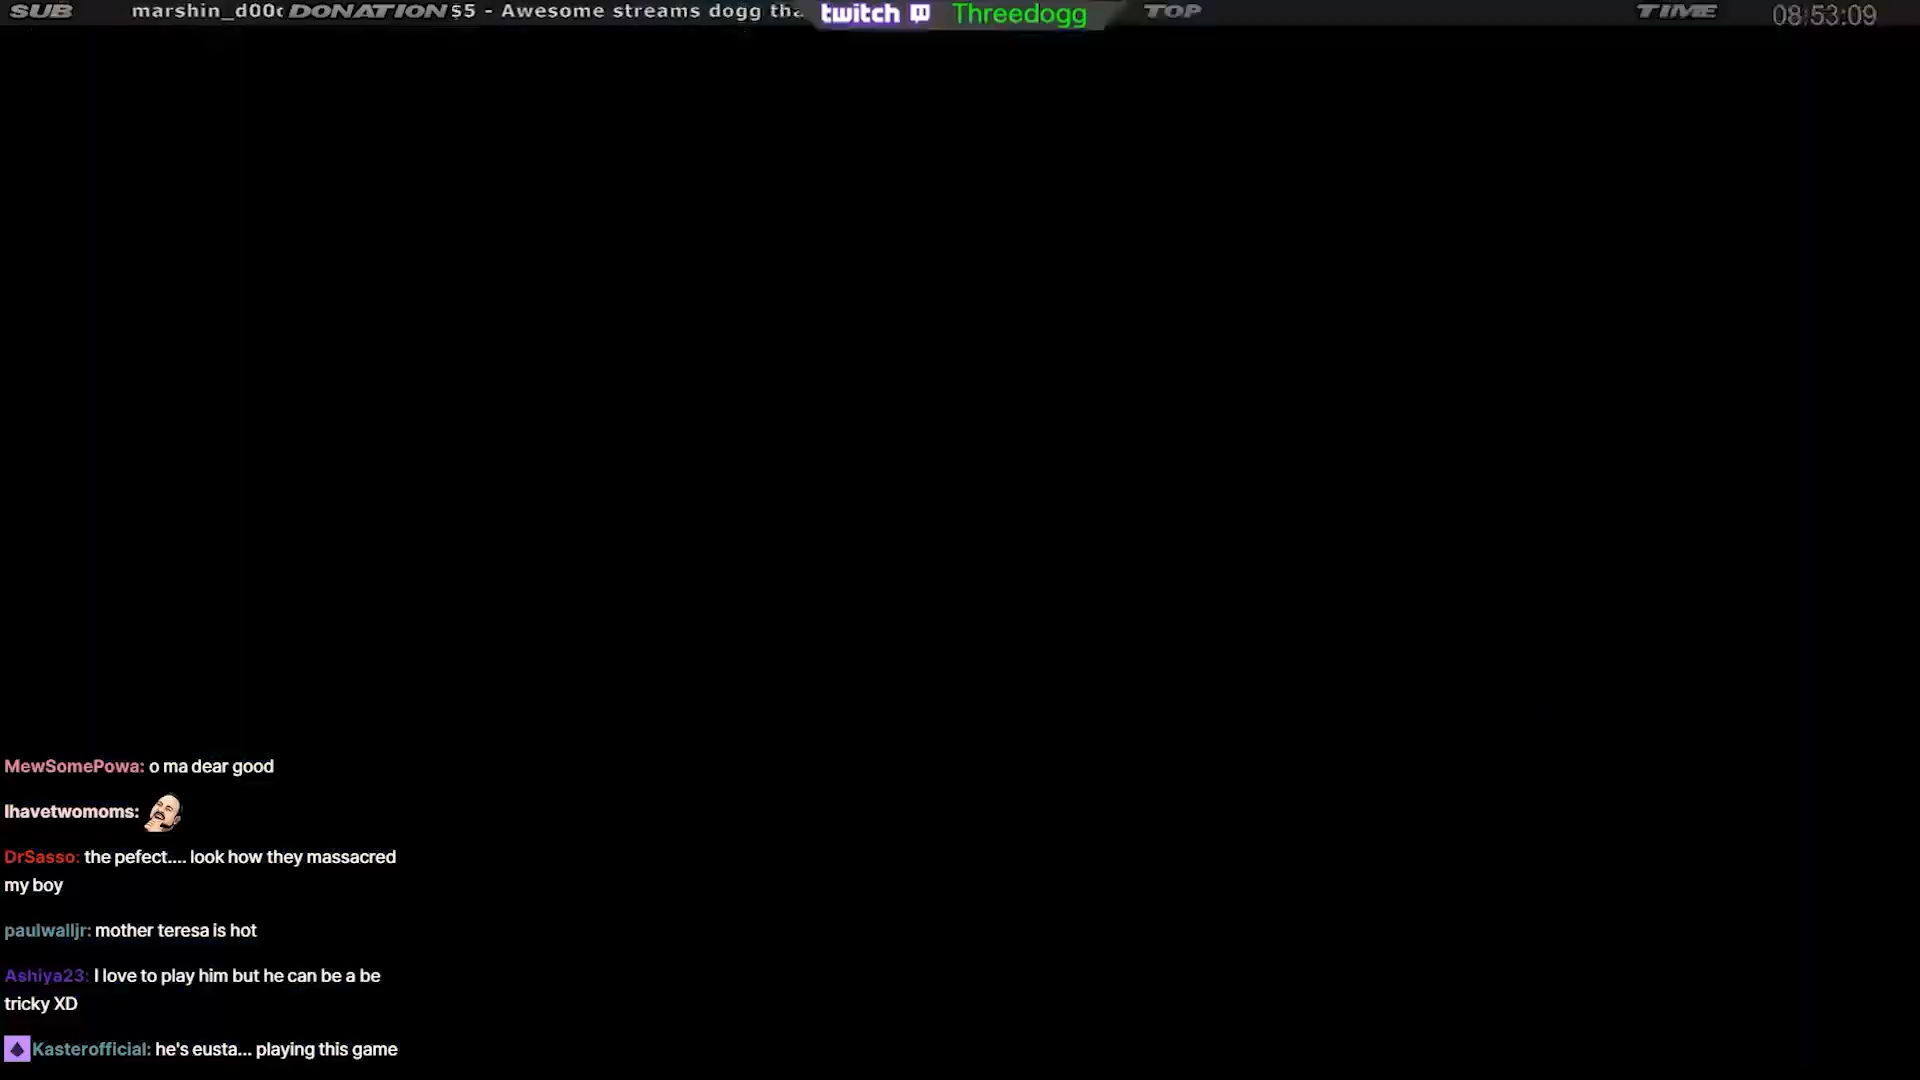 SUB marshin_d00 DONATION $5 - Awesome streams dogg tha twitch Threedogg TOP TIME 08:53:09
MewSomePowa: o ma dear good
Ihavetwomoms:
DrSasso: the pefect.... look how they massacred
my boy
paulwalljr: mother teresa is hot
Ashiya23: I love to play him but he can be a be
tricky XD
Kasterofficial: he's eusta... playing this game